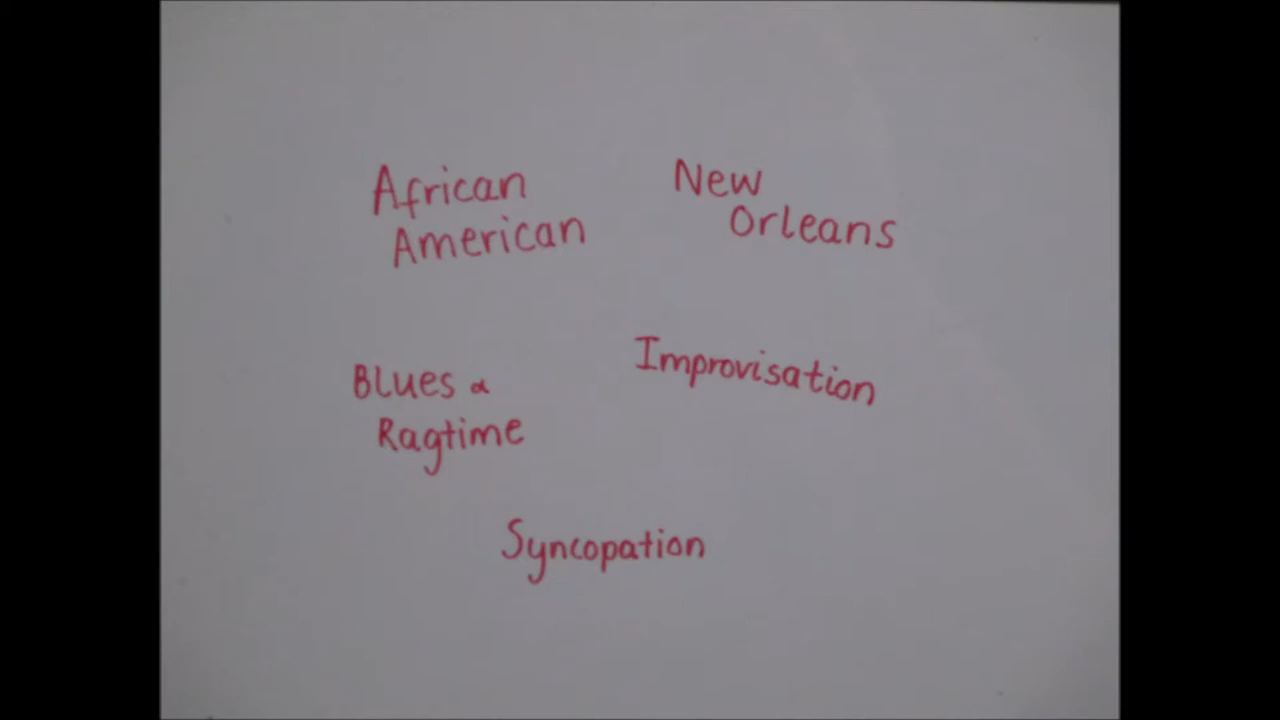 African
American
New
Orleans
Blues &
Ragtime
Improvisation
Syncopation